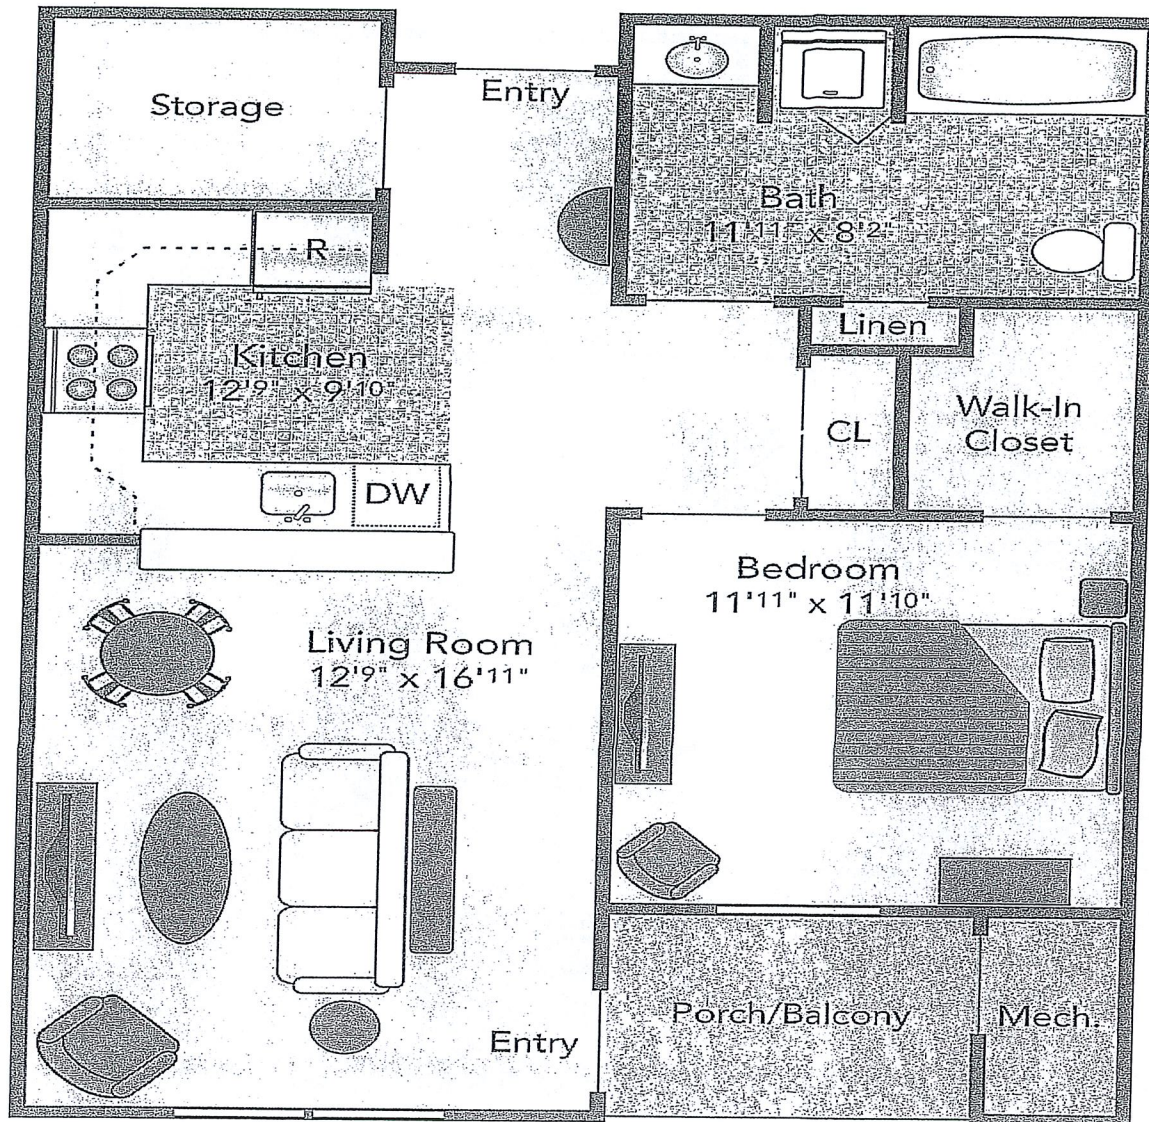 Storage
Entry
Bath
11'11" x 8'2"
R
Linen
Kitchen
12'9" x 9'10"
CL
Walk-In
Closet
DW
Bedroom
11'11" x 11'10"
Living Room
12'9" x 16'11"
Porch/Balcony
Mech.
Entry